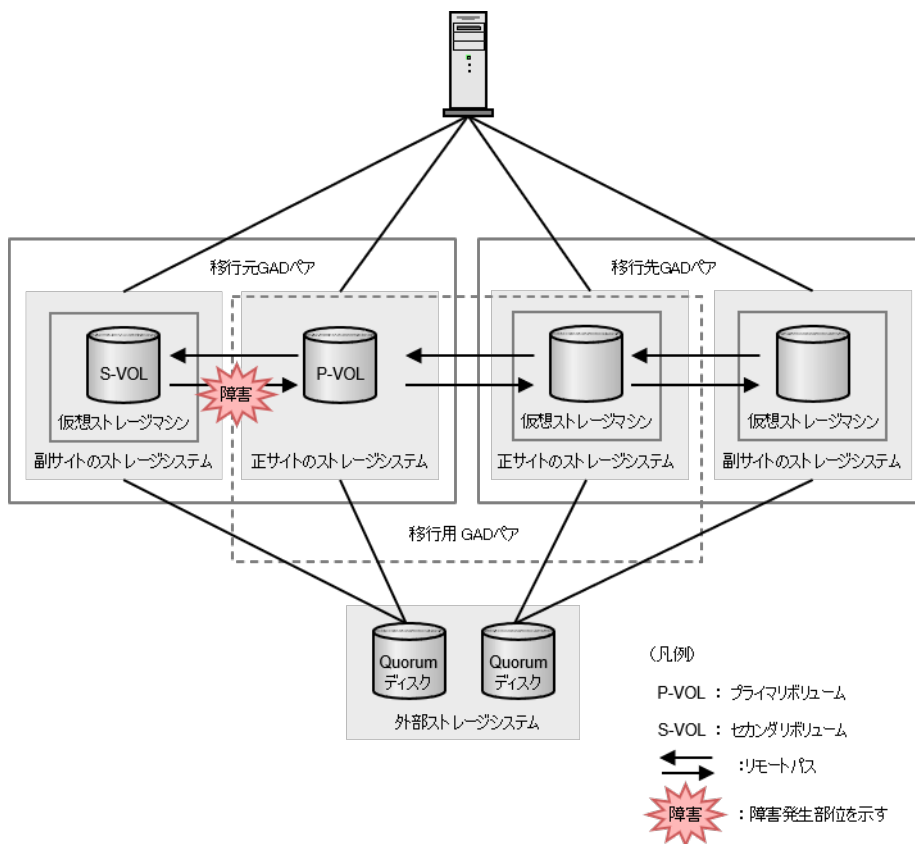 移行元GADペア
移行先GADペア
S-VOL
障害
P-VOL
仮想ストレージマシン
仮想ストレージマシン
仮想ストレージマシン
副サイトのストレージシステム
正サイトのストレージシステム
正サイトのストレージシステム
副サイトのストレージシステム
移行用 GADペア
Quorum
ディスク
Quorum
ディスク
外部ストレージシステム
(凡例)
P-VOL : プライマリボリューム
S-VOL : セカンダリボリューム
:リモートパス
障害 : 障害発生部位を示す